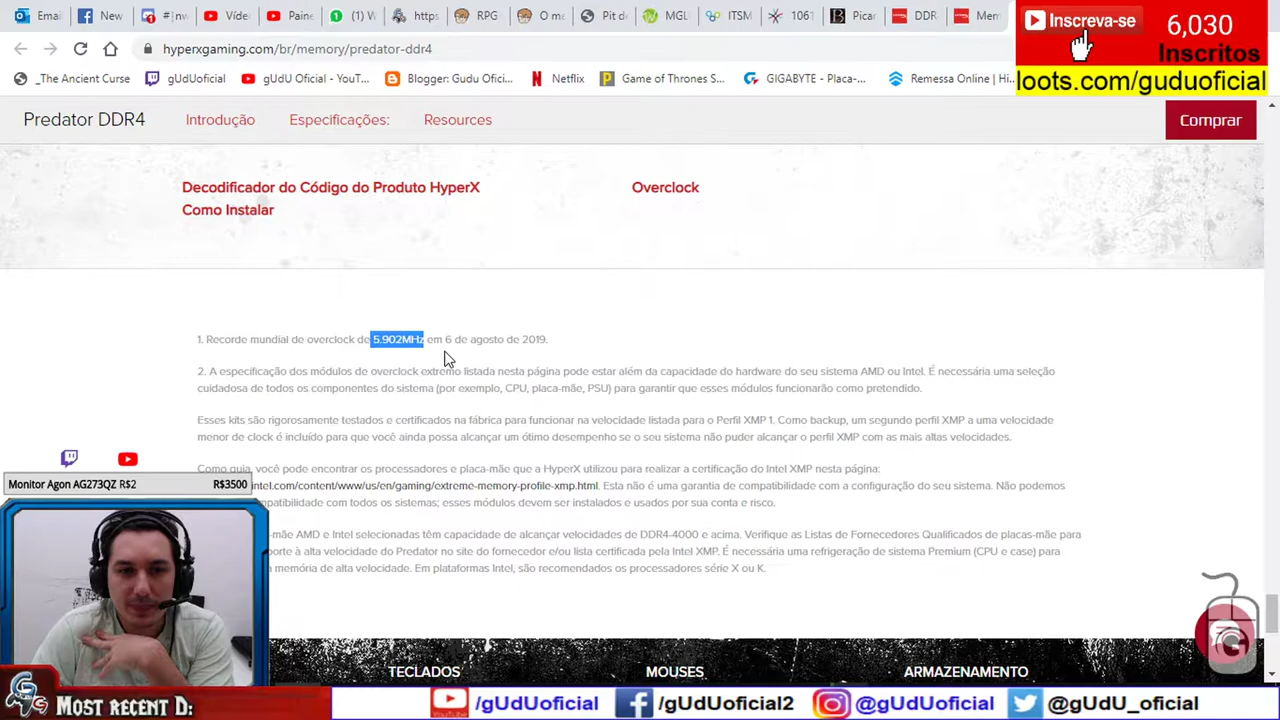 Email
New
#|nw
Víde
Paine
(1) W
https
RPG
O ma
Pit d
MGL
ITSM
1061
Pican
DDR
Mem
Inscreva-se
6,030
Inscritos
loots.com/guduoficial
hyperxgaming.com/br/memory/predator-ddr4
_The Ancient Curse
gUdUoficial
gUdU Oficial - YouT...
Blogger: Gudu Ofici...
Netflix
Game of Thrones S...
GIGABYTE - Placa-...
Remessa Online | Hi...
Predator DDR4
Introdução
Especificações:
Resources
Comprar
Decodificador do Código do Produto HyperX
Overclock
Como Instalar
1. Recorde mundial de overclock de 5.902MHz em 6 de agosto de 2019.
2. A especificação dos módulos de overclock extremo listada nesta página pode estar além da capacidade do hardware do seu sistema AMD ou Intel. É necessária uma seleção
cuidadosa de todos os componentes do sistema (por exemplo, CPU, placa-mãe, PSU) para garantir que esses módulos funcionarão como pretendido.
Esses kits são rigorosamente testados e certificados na fábrica para funcionar na velocidade listada para o Perfil XMP 1. Como backup, um segundo perfil XMP a uma velocidade
menor de clock é incluído para que você ainda possa alcançar um ótimo desempenho se o seu sistema não puder alcançar o perfil XMP com as mais altas velocidades.
Como guia, você pode encontrar os processadores e placa-mãe que a HyperX utilizou para realizar a certificação do Intel XMP nesta página:
intel.com/content/www/us/en/gaming/extreme-memory-profile-xmp.html. Esta não é uma garantia de compatibilidade com a configuração do seu sistema. Não podemos
compatibilidade com todos os sistemas; esses módulos devem ser instalados e usados por sua conta e risco.
-mãe AMD e Intel selecionadas têm capacidade de alcançar velocidades de DDR4-4000 e acima. Verifique as Listas de Fornecedores Qualificados de placas-mãe para
porte à alta velocidade do Predator no site do fornecedor e/ou lista certificada pela Intel XMP. É necessária uma refrigeração de sistema Premium (CPU e case) para
memória de alta velocidade. Em plataformas Intel, são recomendados os processadores série X ou K.
Monitor Agon AG273QZ R$2
R$3500
TECLADOS
MOUSES
ARMAZENAMENTO
Most recent D:
/gUdUoficial
/gUdUoficial2
@gUdUoficial
@gUdU_oficial